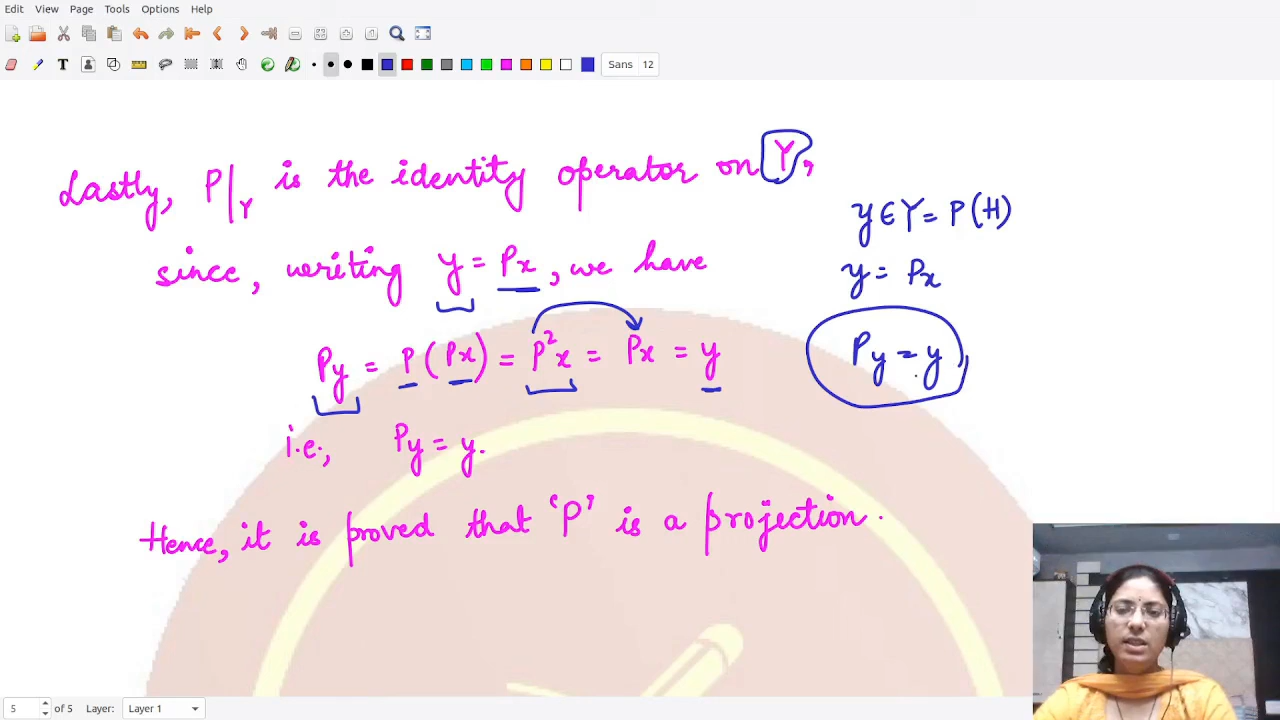 Edit View Page Tools Options Help
Sans 12
Lastly, P|Y is the identity operator on Y,
since, writing y = Px, we have
Py = P(Px) = P²x = Px = y
i.e., Py = y.
Hence, it is proved that 'P' is a projection.
y ∈ Y = P(H)
y = Px
Py = y
5 of 5 Layer: Layer 1